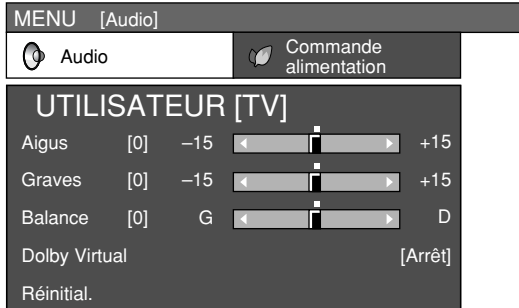 MENU [Audio]
Audio
Commande
alimentation
UTILISATEUR [TV]
Aigus [0] –15 +15
Graves [0] –15 +15
Balance [0] G D
Dolby Virtual [Arrêt]
Réinitial.